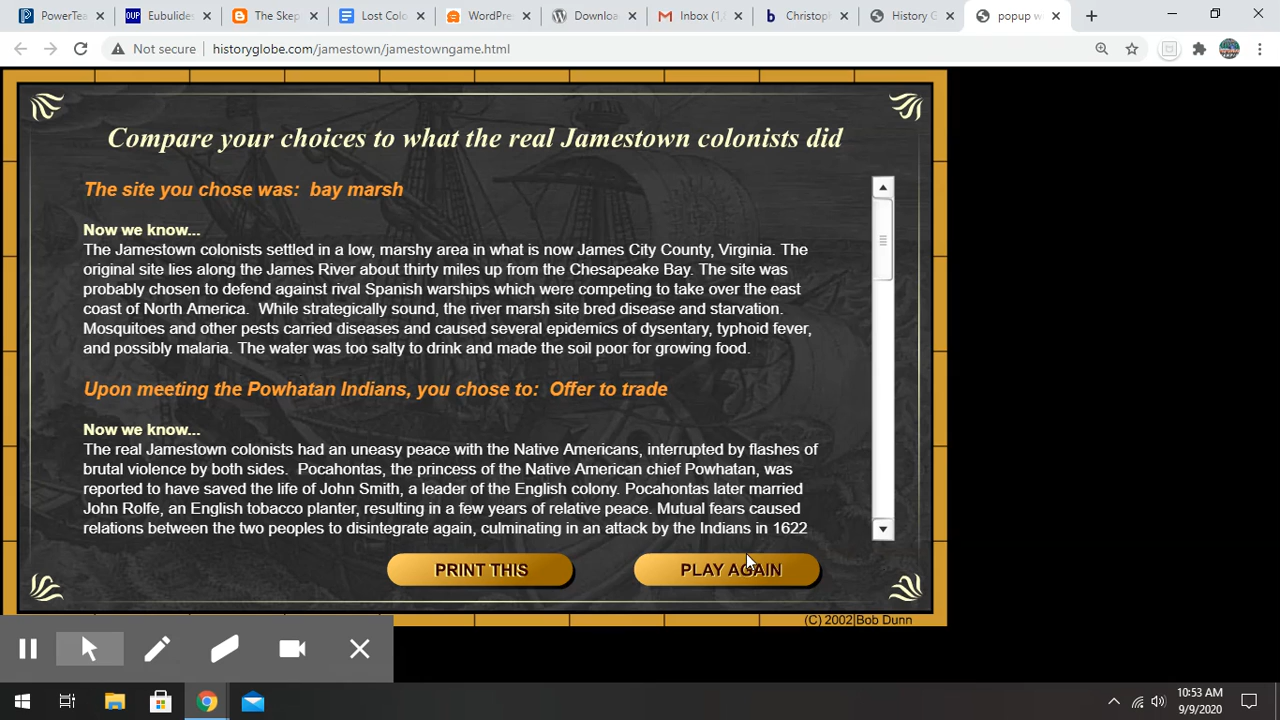 PowerTea
Eubulides
The Skep
Lost Colo
WordPres
Downloa
Inbox (1,
Christoph
History G
popup w
Not secure
historyglobe.com/jamestown/jamestowngame.html
Compare your choices to what the real Jamestown colonists did
The site you chose was: bay marsh
Now we know...
The Jamestown colonists settled in a low, marshy area in what is now James City County, Virginia. The
original site lies along the James River about thirty miles up from the Chesapeake Bay. The site was
probably chosen to defend against rival Spanish warships which were competing to take over the east
coast of North America. While strategically sound, the river marsh site bred disease and starvation.
Mosquitoes and other pests carried diseases and caused several epidemics of dysentary, typhoid fever,
and possibly malaria. The water was too salty to drink and made the soil poor for growing food.
Upon meeting the Powhatan Indians, you chose to: Offer to trade
Now we know...
The real Jamestown colonists had an uneasy peace with the Native Americans, interrupted by flashes of
brutal violence by both sides. Pocahontas, the princess of the Native American chief Powhatan, was
reported to have saved the life of John Smith, a leader of the English colony. Pocahontas later married
John Rolfe, an English tobacco planter, resulting in a few years of relative peace. Mutual fears caused
relations between the two peoples to disintegrate again, culminating in an attack by the Indians in 1622
PRINT THIS
PLAY AGAIN
(C) 2002 Bob Dunn
10:53 AM
9/9/2020